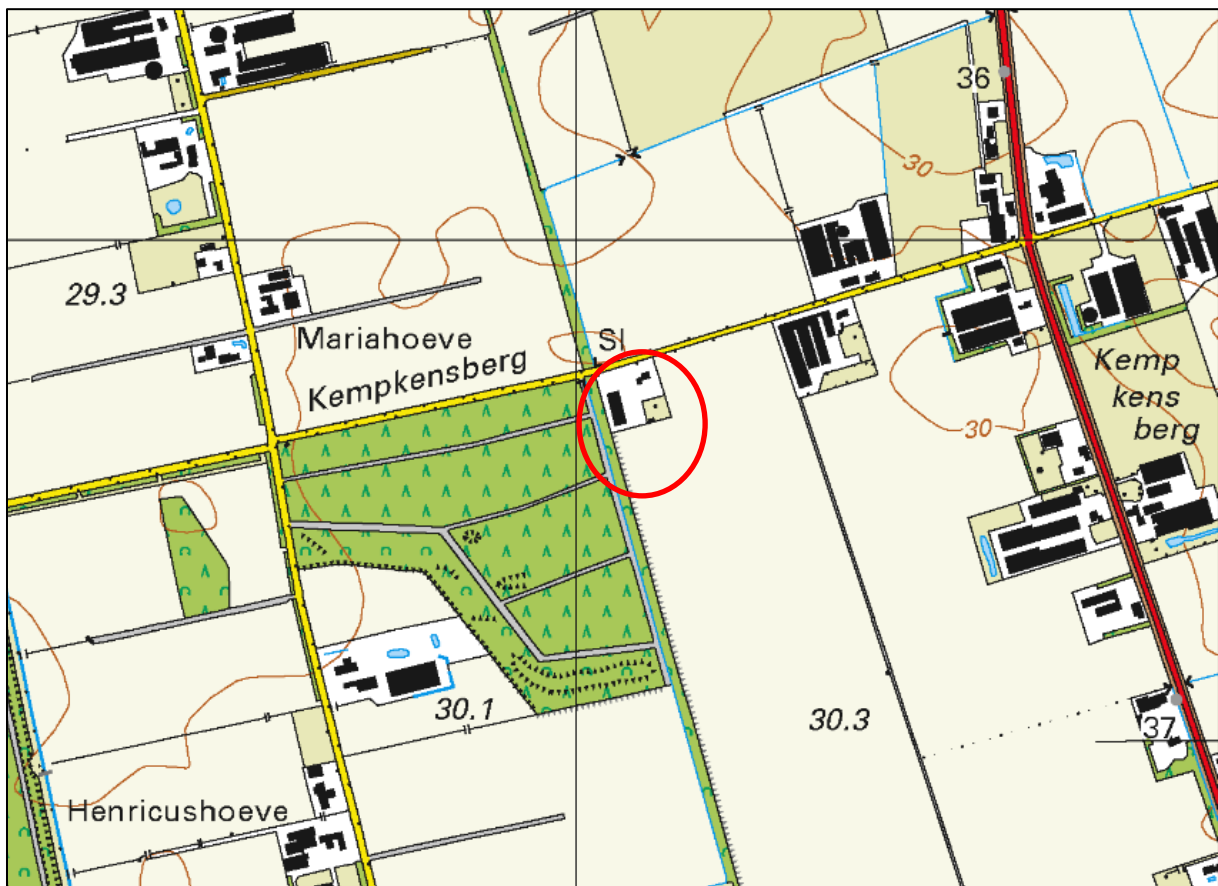 36
30
29.3
Mariahoeve
Sl
Kempkensberg
Kemp
kens
berg
30
30.1
30.3
37
Henricushoeve